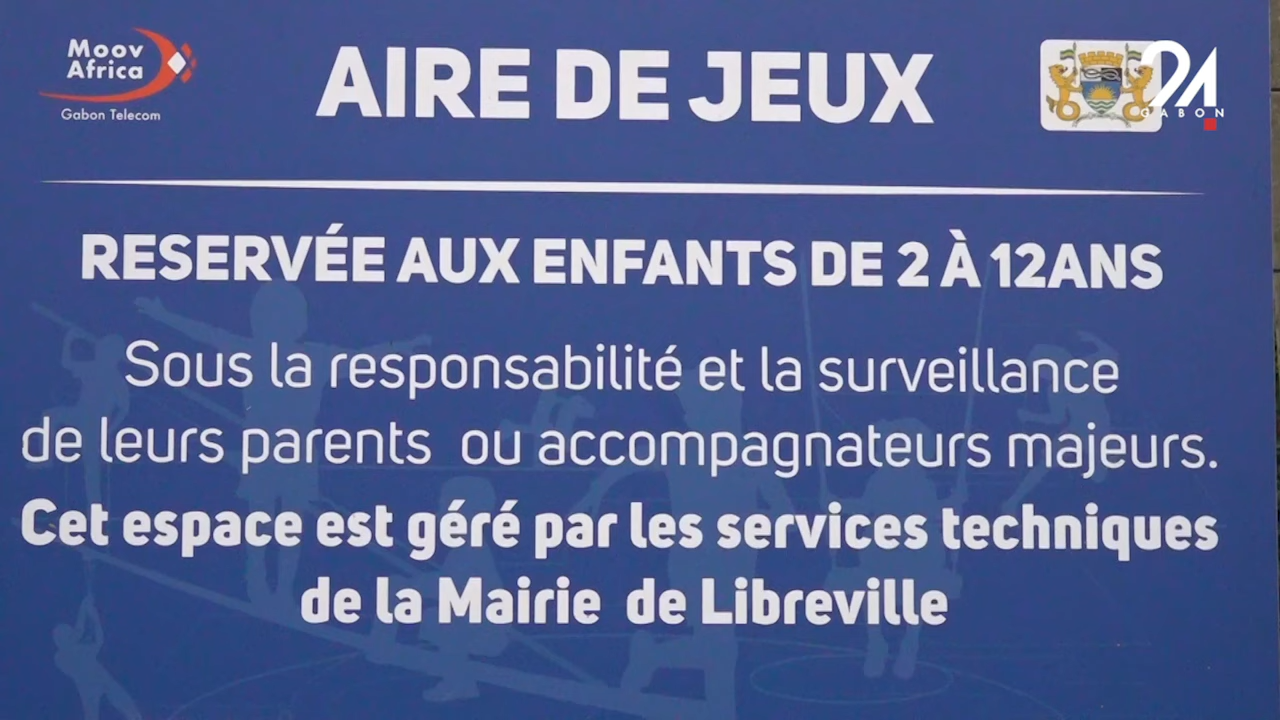 Moov
Africa
Gabon Telecom
AIRE DE JEUX
24
GABON
RESERVÉE AUX ENFANTS DE 2 À 12ANS
Sous la responsabilité et la surveillance
de leurs parents ou accompagnateurs majeurs.
Cet espace est géré par les services techniques
de la Mairie de Libreville